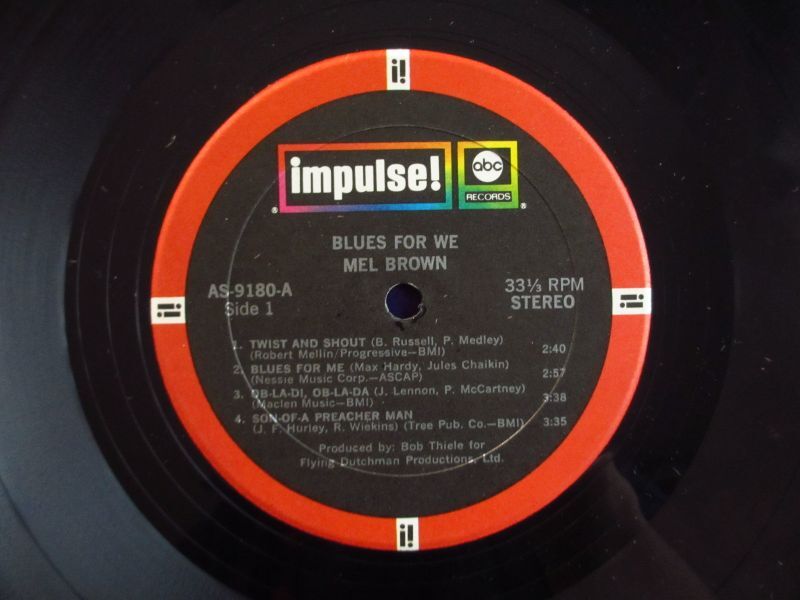 i!
impulse!
abc
RECORDS
®
®
BLUES FOR WE
MEL BROWN
AS-9180-A
Side 1
33⅓ RPM
STEREO
i!
i!
1. TWIST AND SHOUT (B. Russell, P. Medley)
(Robert Mellin/Progressive—BMI) 2:40
2. BLUES FOR ME (Max Hardy, Jules Chaikin)
(Nessie Music Corp.—ASCAP) 2:57
3. OB-LA-DI, OB-LA-DA (J. Lennon, P. McCartney)
(Maclen Music—BMI) 3:38
4. SON-OF-A PREACHER MAN
(J. F. Hurley, R. Wiekins) (Tree Pub. Co.—BMI) 3:35
Produced by: Bob Thiele for
Flying Dutchman Productions, Ltd.
i!